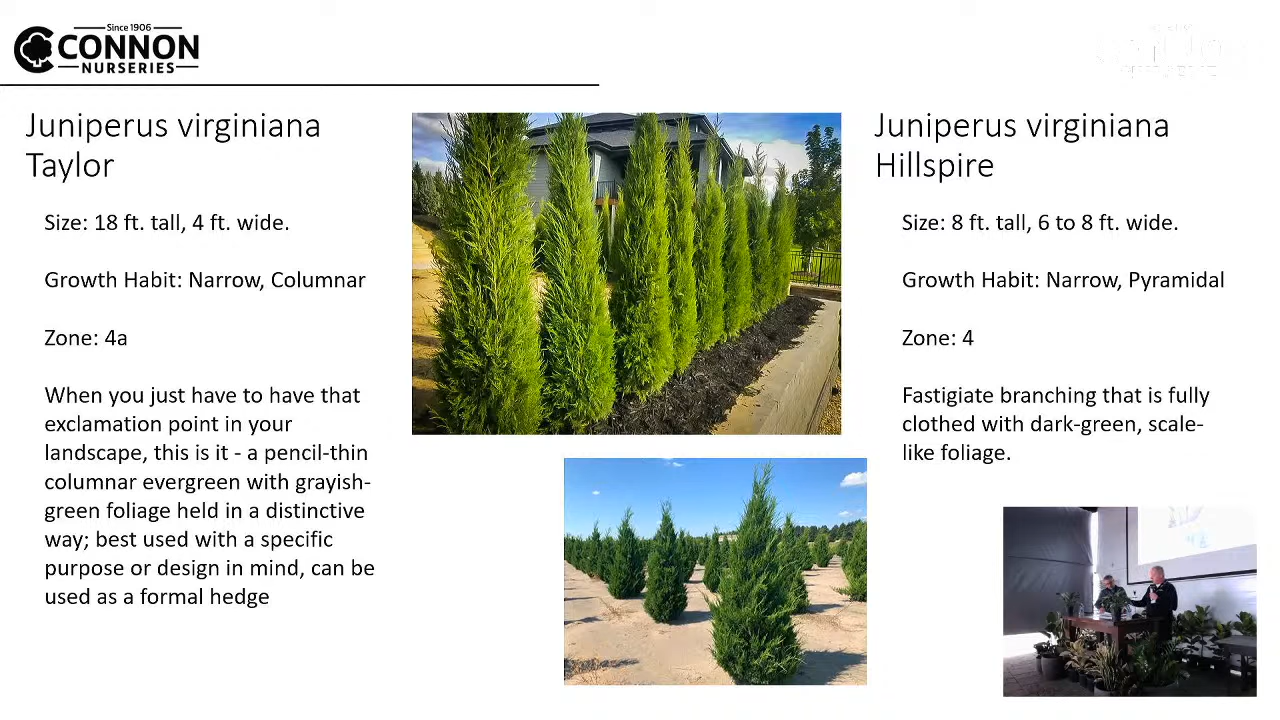 Since 1906
CONNON
NURSERIES
Juniperus virginiana
Taylor
Size: 18 ft. tall, 4 ft. wide.
Growth Habit: Narrow, Columnar
Zone: 4a
When you just have to have that
exclamation point in your
landscape, this is it - a pencil-thin
columnar evergreen with grayish-
green foliage held in a distinctive
way; best used with a specific
purpose or design in mind, can be
used as a formal hedge
Juniperus virginiana
Hillspire
Size: 8 ft. tall, 6 to 8 ft. wide.
Growth Habit: Narrow, Pyramidal
Zone: 4
Fastigiate branching that is fully
clothed with dark-green, scale-
like foliage.